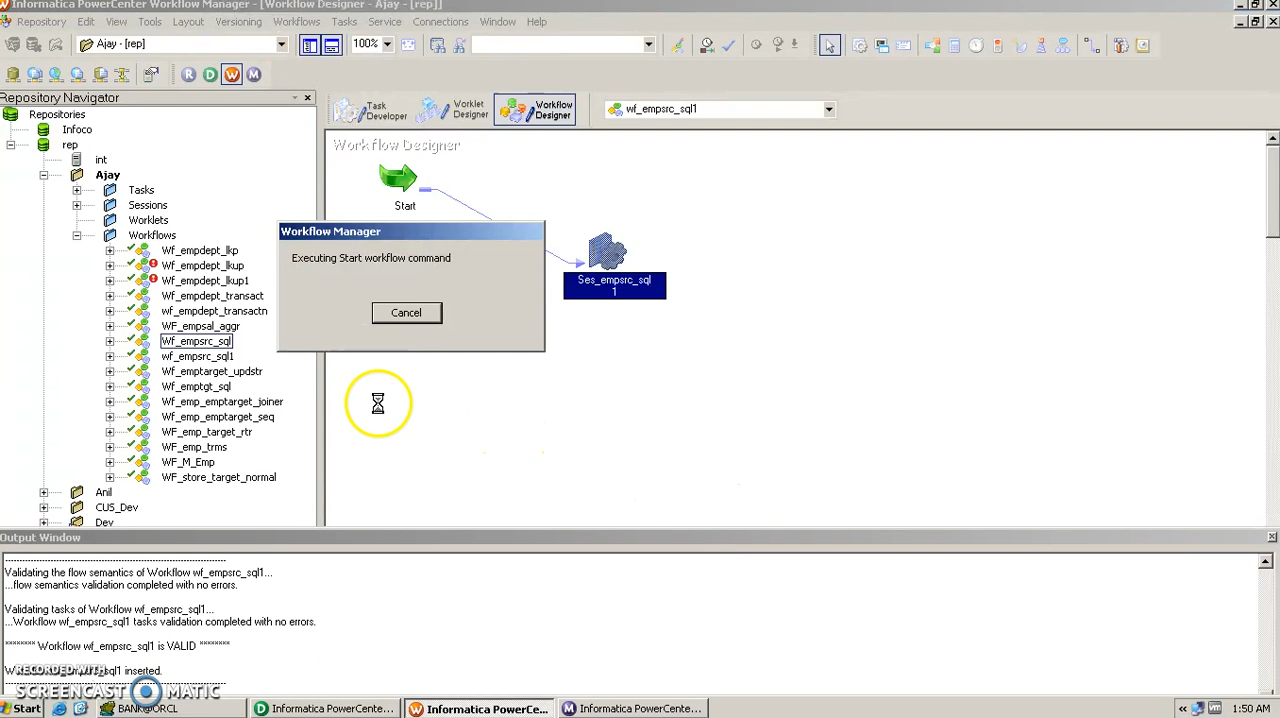 Informatica PowerCenter Workflow Manager - [Workflow Designer - Ajay - [rep]]
Repository Edit View Tools Layout Versioning Workflows Tasks Service Connections Window Help
Ajay - [rep] 100%
R D W M
Repository Navigator
Repositories
Infoco
rep
int
Ajay
Tasks
Sessions
Worklets
Workflows
Wf_empdept_lkp
Wf_empdept_lkup
Wf_empdept_lkup1
Wf_empdept_transact
wf_empdept_transactn
WF_empsal_aggr
Wf_empsrc_sql
wf_empsrc_sql1
Wf_emptarget_updstr
Wf_emptgt_sql
Wf_emp_emptarget_joiner
Wf_emp_emptarget_seq
Wf_emp_target_rtr
WF_emp_trms
WF_M_Emp
WF_store_target_normal
Anil
CUS_Dev
Dev
Task Developer
Worklet Designer
Workflow Designer
wf_empsrc_sql1
Workflow Designer
Start
Ses_empsrc_sql
1
Workflow Manager
Executing Start workflow command
Cancel
Output Window
Validating the flow semantics of Workflow wf_empsrc_sql1...
...flow semantics validation completed with no errors.
Validating tasks of Workflow wf_empsrc_sql1...
...Workflow wf_empsrc_sql1 tasks validation completed with no errors.
******** Workflow wf_empsrc_sql1 is VALID ********
inserted.
RECORDED WITH
SCREENCAST MATIC
Start BANK@ORCL Informatica PowerCente... Informatica PowerCe... Informatica PowerCente... 1:50 AM